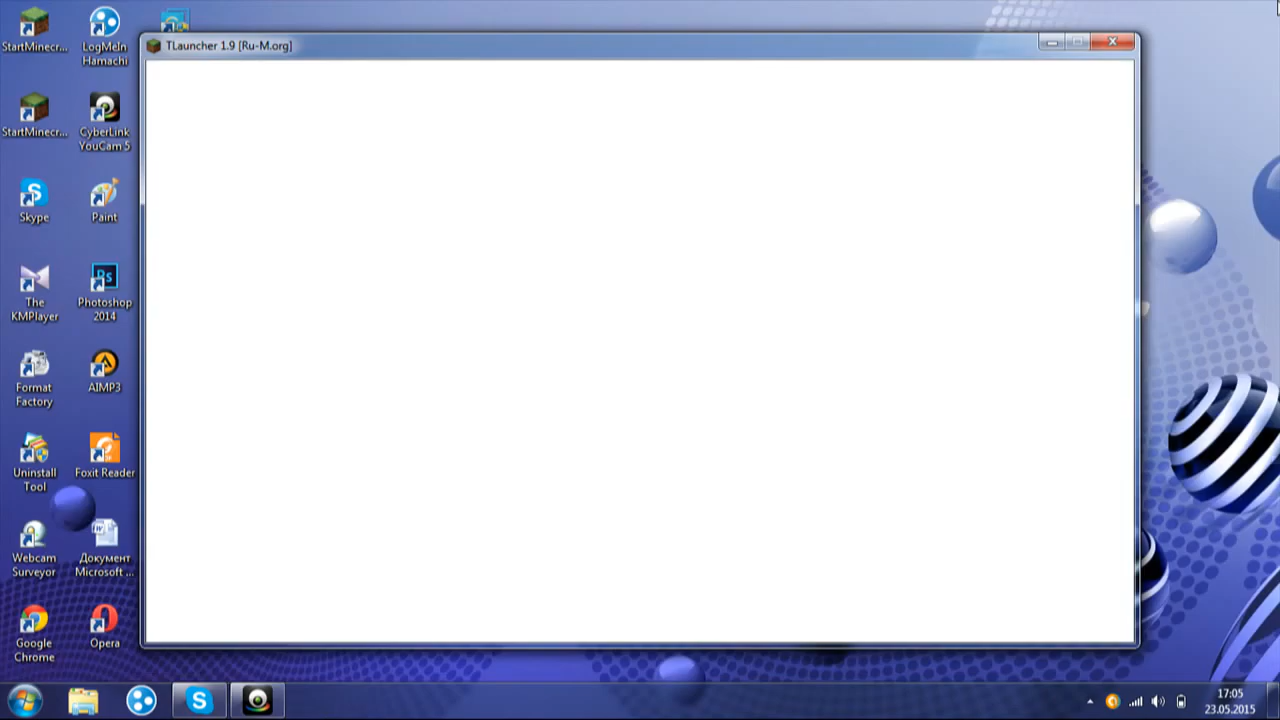 TLauncher 1.9 [Ru-M.org]
StartMinecr...
LogMeIn
Hamachi
StartMinecr...
CyberLink
YouCam 5
Skype
Paint
The
KMPlayer
Photoshop
2014
Format
Factory
AIMP3
Uninstall
Tool
Foxit Reader
Webcam
Surveyor
Документ
Microsoft ...
Google
Chrome
Opera
17:05
23.05.2015